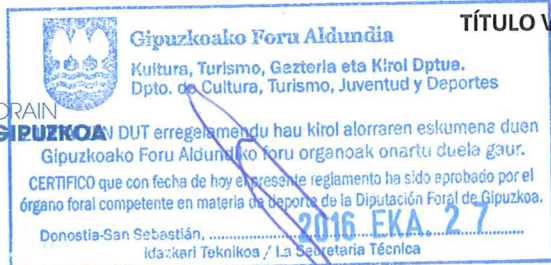 TÍTULO V
Gipuzkoako Foru Aldundia
Kultura, Turismo, Gazteria eta Kirol Dptua.
Dpto. de Cultura, Turismo, Juventud y Deportes
ORAIN
GIPUZKOA DUT erregelamendu hau kirol alorraren eskumena duen
Gipuzkoako Foru Aldundiko foru organoak onartu duela gaur.
CERTIFICO que con fecha de hoy el presente reglamento ha sido aprobado por el
órgano foral competente en materia de deporte de la Diputación Foral de Gipuzkoa.
Donostia-San Sebastián, 2016 EKA. 27
Idazkari Teknikoa / La Secretaria Técnica